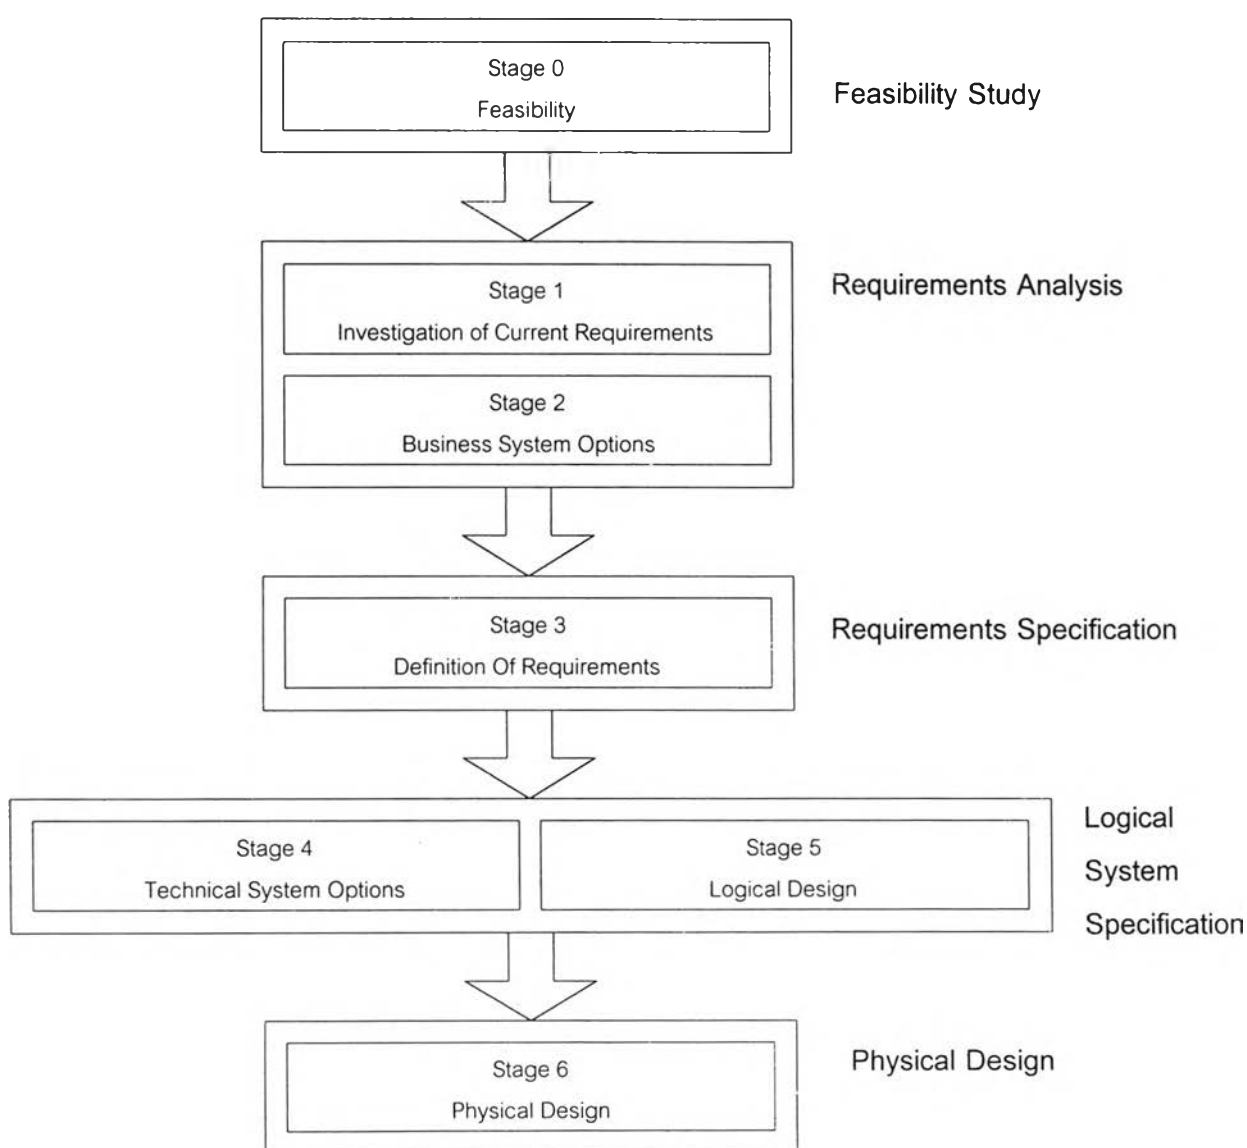 Stage 0
Feasibility
Feasibility Study
Stage 1
Investigation of Current Requirements
Requirements Analysis
Stage 2
Business System Options
Stage 3
Definition Of Requirements
Requirements Specification
Stage 4
Technical System Options
Stage 5
Logical Design
Logical
System
Specification
Stage 6
Physical Design
Physical Design